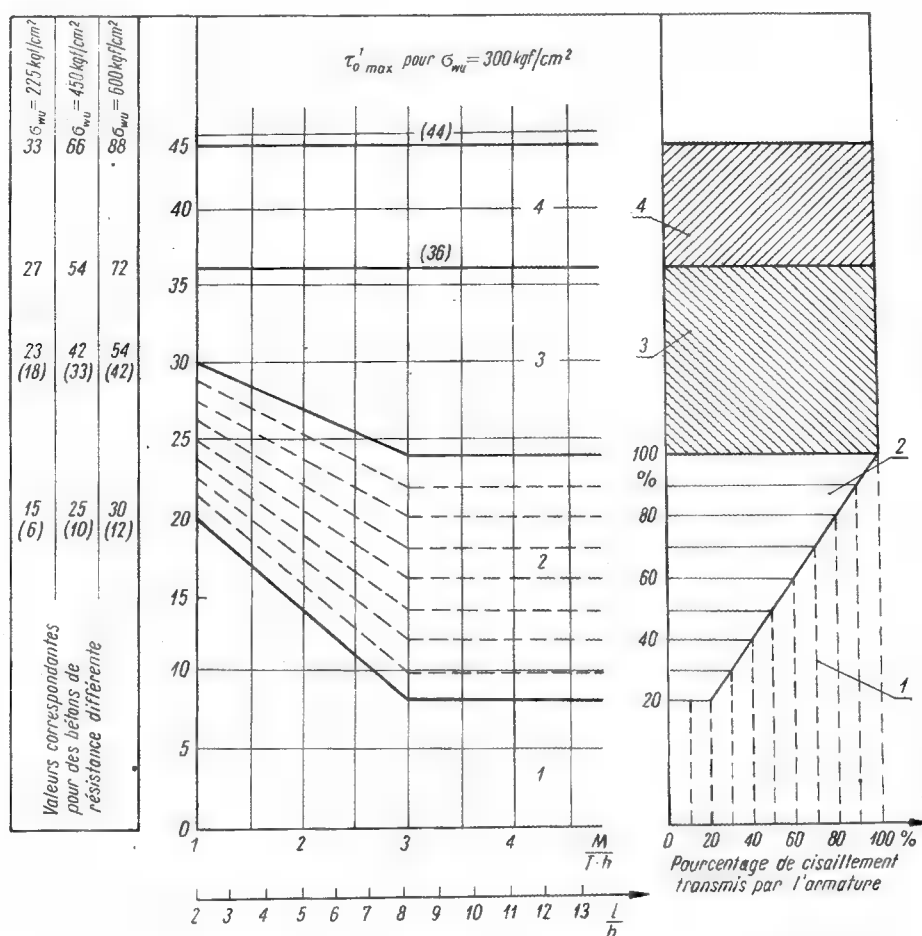 σwu = 225 kgf/cm²
σwu = 450 kgf/cm²
σwu = 600 kgf/cm²
33 66 88
27 54 72
23 42 54
(18) (33) (42)
15 25 30
(6) (10) (12)
Valeurs correspondantes
pour des bétons de
résistance différente
τ₀' max pour σwu = 300 kgf/cm²
(44)
45
40 4
(36)
35
30 3
25
20
2
15
10
5 1
0
1 2 3 4 M/T·h
2 3 4 5 6 7 8 9 10 11 12 13 l/h
4
3
2
100
%
80
60
40
1
20
0 20 40 60 80 100 %
Pourcentage de cisaillement
transmis par l'armature